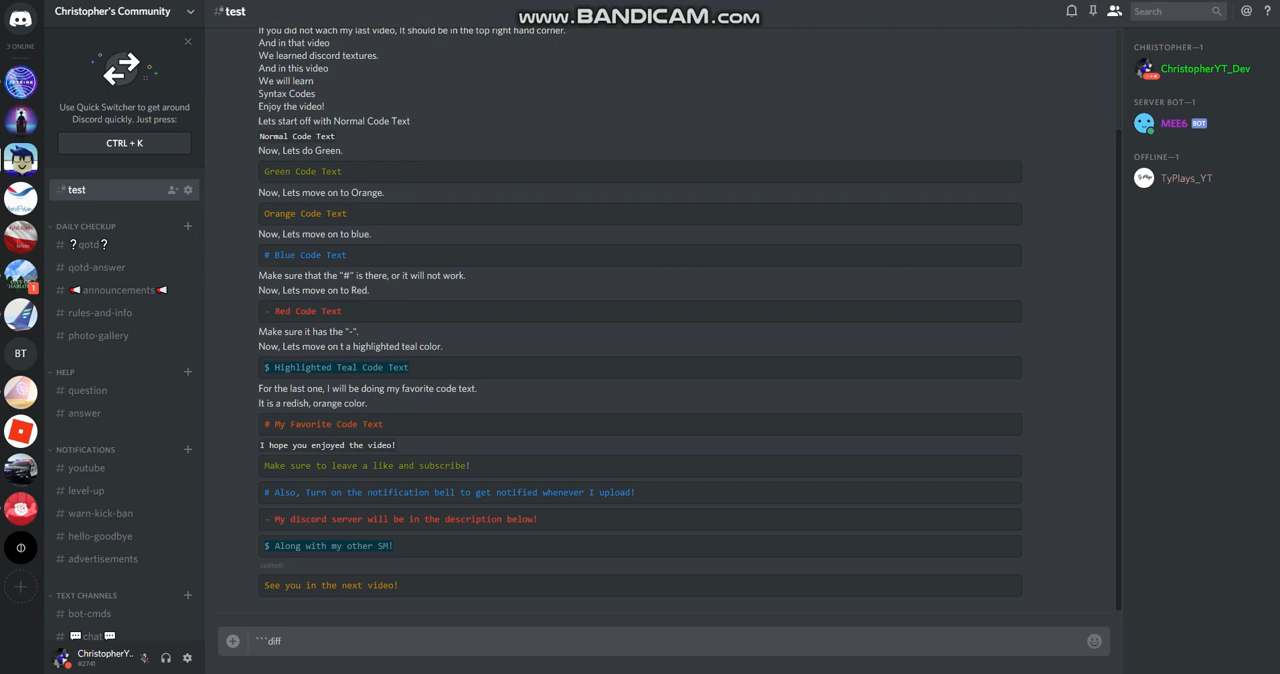 www.BANDICAM.com
Christopher's Community
test
Search
@
?
3 ONLINE
Use Quick Switcher to get around
Discord quickly. Just press:
CTRL + K
test
DAILY CHECKUP
# ❓qotd❓
# qotd-answer
# 📢announcements📢
# rules-and-info
# photo-gallery
HELP
# question
# answer
NOTIFICATIONS
# youtube
# level-up
# warn-kick-ban
# hello-goodbye
# advertisements
TEXT CHANNELS
# bot-cmds
# 💬chat💬
ChristopherY...
#2741
1
BT
If you did not wach my last video, It should be in the top right hand corner.
And in that video
We learned discord textures.
And in this video
We will learn
Syntax Codes
Enjoy the video!
Lets start off with Normal Code Text
Normal Code Text
Now, Lets do Green.
Green Code Text
Now, Lets move on to Orange.
Orange Code Text
Now, Lets move on to blue.
# Blue Code Text
Make sure that the "#" is there, or it will not work.
Now, Lets move on to Red.
- Red Code Text
Make sure it has the "-".
Now, Lets move on t a highlighted teal color.
$ Highlighted Teal Code Text
For the last one, I will be doing my favorite code text.
It is a redish, orange color.
# My Favorite Code Text
I hope you enjoyed the video!
Make sure to leave a like and subscribe!
# Also, Turn on the notification bell to get notified whenever I upload!
- My discord server will be in the description below!
$ Along with my other SM!
(edited)
See you in the next video!
```diff
CHRISTOPHER—1
ChristopherYT_Dev
SERVER BOT—1
MEE6 BOT
OFFLINE—1
TyPlays_YT